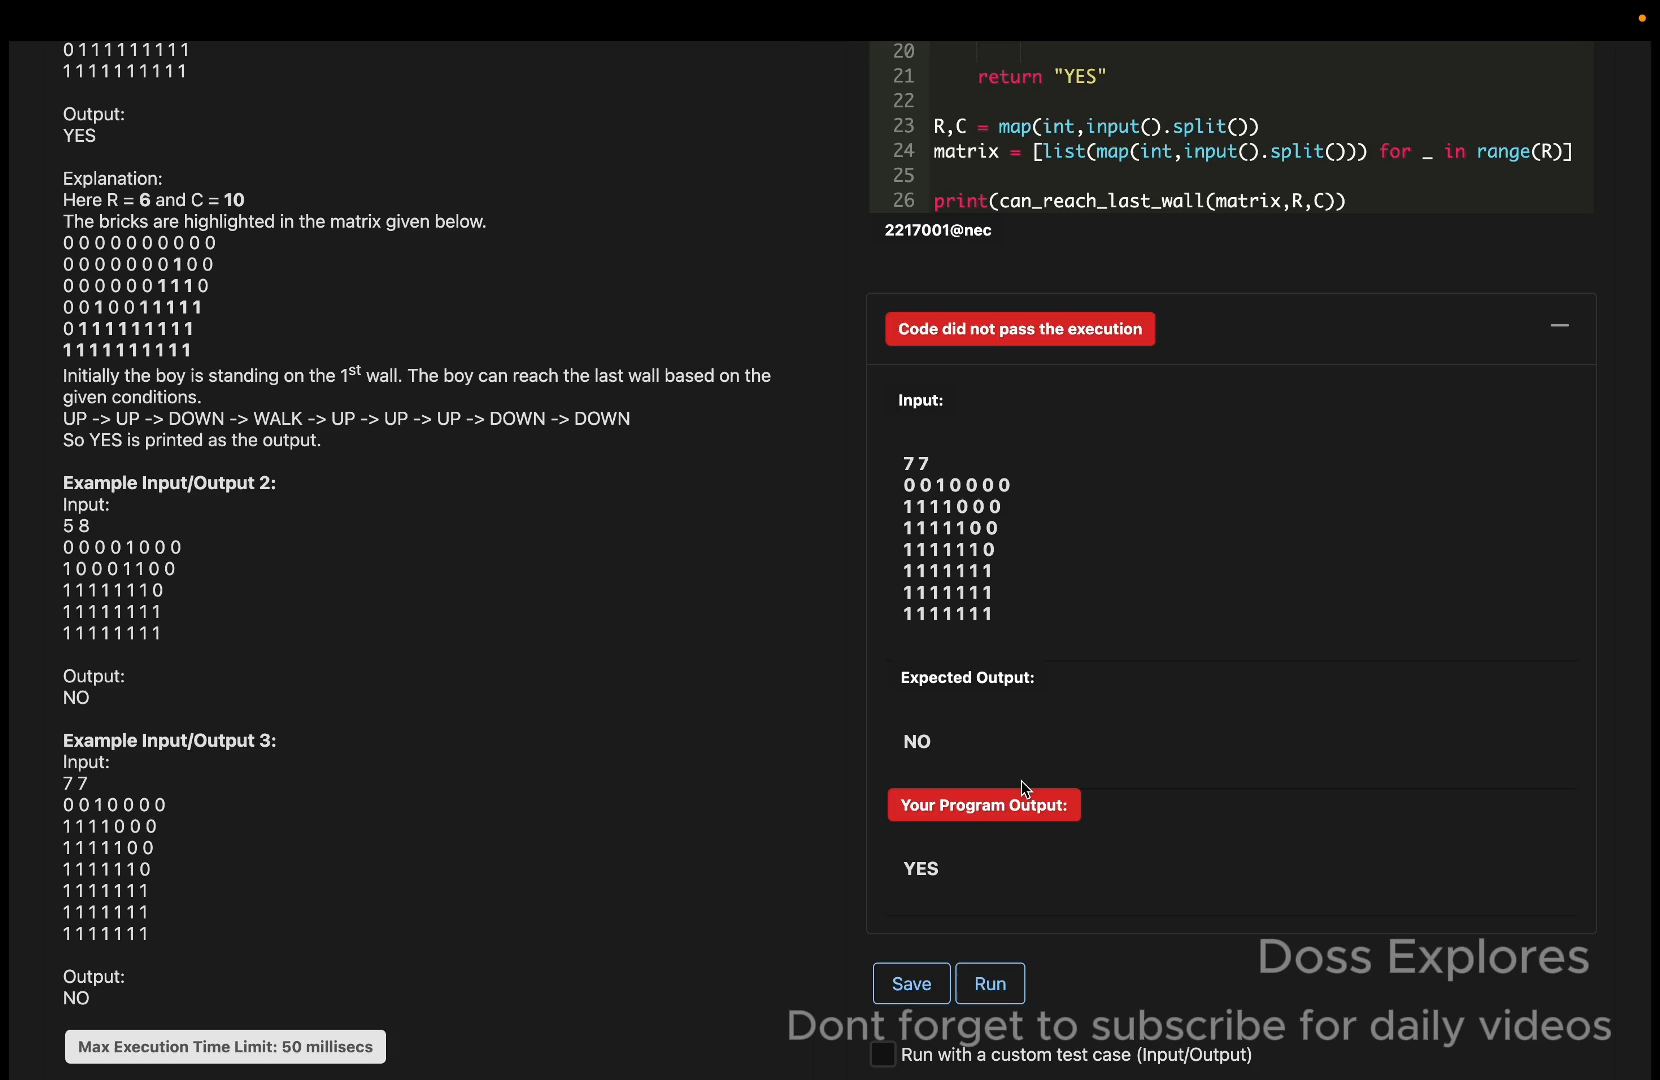 0 1 1 1 1 1 1 1 1 1
1 1 1 1 1 1 1 1 1 1
Output:
YES
Explanation:
Here R = 6 and C = 10
The bricks are highlighted in the matrix given below.
0 0 0 0 0 0 0 0 0 0
0 0 0 0 0 0 0 1 0 0
0 0 0 0 0 0 1 1 1 0
0 0 1 0 0 1 1 1 1 1
0 1 1 1 1 1 1 1 1 1
1 1 1 1 1 1 1 1 1 1
Initially the boy is standing on the 1st wall. The boy can reach the last wall based on the
given conditions.
UP -> UP -> DOWN -> WALK -> UP -> UP -> UP -> DOWN -> DOWN
So YES is printed as the output.
Example Input/Output 2:
Input:
5 8
0 0 0 0 1 0 0 0
1 0 0 0 1 1 0 0
1 1 1 1 1 1 1 0
1 1 1 1 1 1 1 1
1 1 1 1 1 1 1 1
Output:
NO
Example Input/Output 3:
Input:
7 7
0 0 1 0 0 0 0
1 1 1 1 0 0 0
1 1 1 1 1 0 0
1 1 1 1 1 1 0
1 1 1 1 1 1 1
1 1 1 1 1 1 1
1 1 1 1 1 1 1
Output:
NO
Max Execution Time Limit: 50 millisecs
20
21 return "YES"
22
23 R,C = map(int,input().split())
24 matrix = [list(map(int,input().split())) for _ in range(R)]
25
26 print(can_reach_last_wall(matrix,R,C))
2217001@nec
Code did not pass the execution
Input:
7 7
0 0 1 0 0 0 0
1 1 1 1 0 0 0
1 1 1 1 1 0 0
1 1 1 1 1 1 0
1 1 1 1 1 1 1
1 1 1 1 1 1 1
1 1 1 1 1 1 1
Expected Output:
NO
Your Program Output:
YES
Doss Explores
Save Run
Dont forget to subscribe for daily videos
Run with a custom test case (Input/Output)